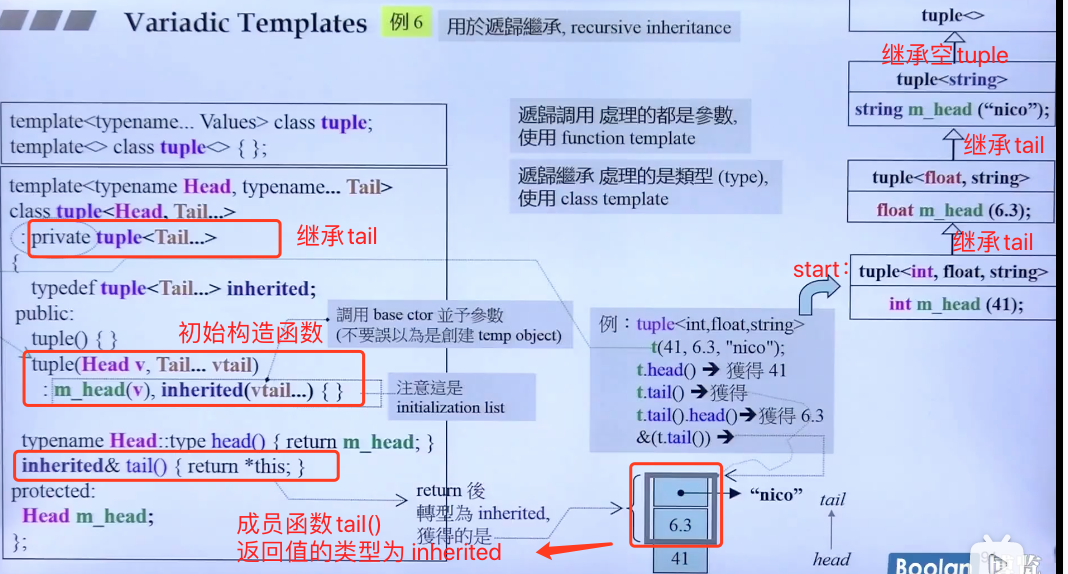 Variadic Templates
例 6
用於遞歸繼承, recursive inheritance
template<typename... Values> class tuple;
template<> class tuple<> { };
template<typename Head, typename... Tail>
class tuple<Head, Tail...>
: private tuple<Tail...>
继承tail
{
typedef tuple<Tail...> inherited;
public:
tuple() { }
初始构造函数
tuple(Head v, Tail... vtail)
: m_head(v), inherited(vtail...) { }
typename Head::type head() { return m_head; }
inherited& tail() { return *this; }
protected:
Head m_head;
};
調用 base ctor 並予參數
(不要誤以為是創建 temp object)
注意這是
initialization list
return 後
轉型為 inherited,
獲得的是
成员函数tail()
返回值的类型为 inherited
遞歸調用 處理的都是參數,
使用 function template
遞歸繼承 處理的是類型 (type),
使用 class template
例：tuple<int,float,string>
t(41, 6.3, "nico");
t.head() ➔ 獲得 41
t.tail() ➔獲得
t.tail().head()➔獲得 6.3
&(t.tail()) ➔
tuple<>
继承空tuple
tuple<string>
string m_head (“nico”);
继承tail
tuple<float, string>
float m_head (6.3);
继承tail
start：
tuple<int, float, string>
int m_head (41);
“nico”
6.3
41
tail
head
Boolan